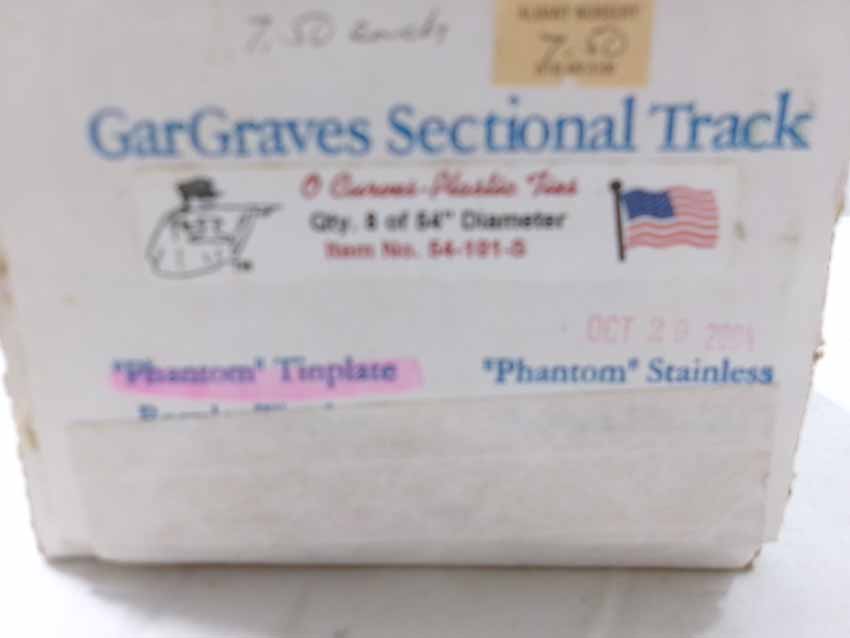 7.50
7.50
GarGraves Sectional Track
O Curves-Plastic Ties
Qty. 8 of 54" Diameter
Item No. 54-101-S
OCT 29 2001
"Phantom" Tinplate
"Phantom" Stainless